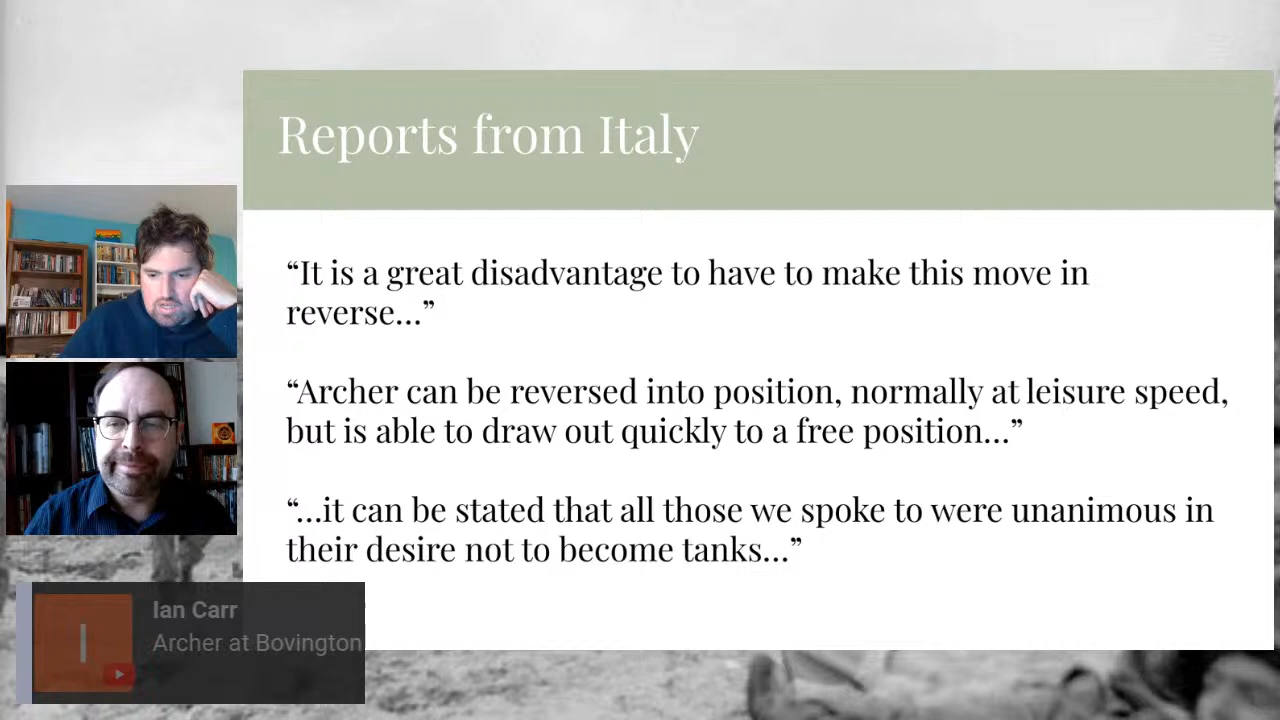 Reports from Italy
“It is a great disadvantage to have to make this move in
reverse…”
“Archer can be reversed into position, normally at leisure speed,
but is able to draw out quickly to a free position…”
“…it can be stated that all those we spoke to were unanimous in
their desire not to become tanks…”
I
Ian Carr
Archer at Bovington